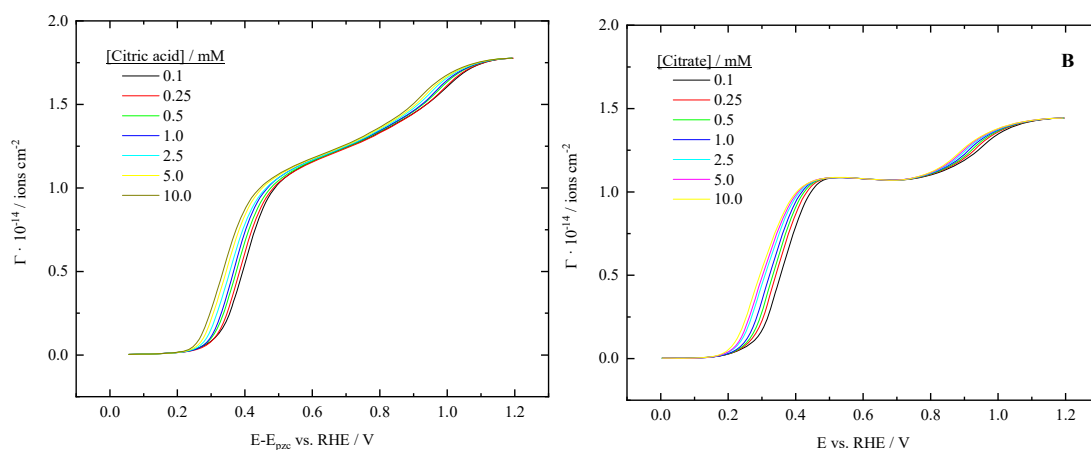 [Citric acid] / mM
0.1
0.25
0.5
1.0
2.5
5.0
10.0
2.0
1.5
1.0
0.5
0.0
Γ · 10⁻¹⁴ / ions cm⁻²
0.0 0.2 0.4 0.6 0.8 1.0 1.2
E-Epzc vs. RHE / V
B
[Citrate] / mM
0.1
0.25
0.5
1.0
2.5
5.0
10.0
2.0
1.5
1.0
0.5
0.0
Γ · 10⁻¹⁴ / ions cm⁻²
0.0 0.2 0.4 0.6 0.8 1.0 1.2
E vs. RHE / V